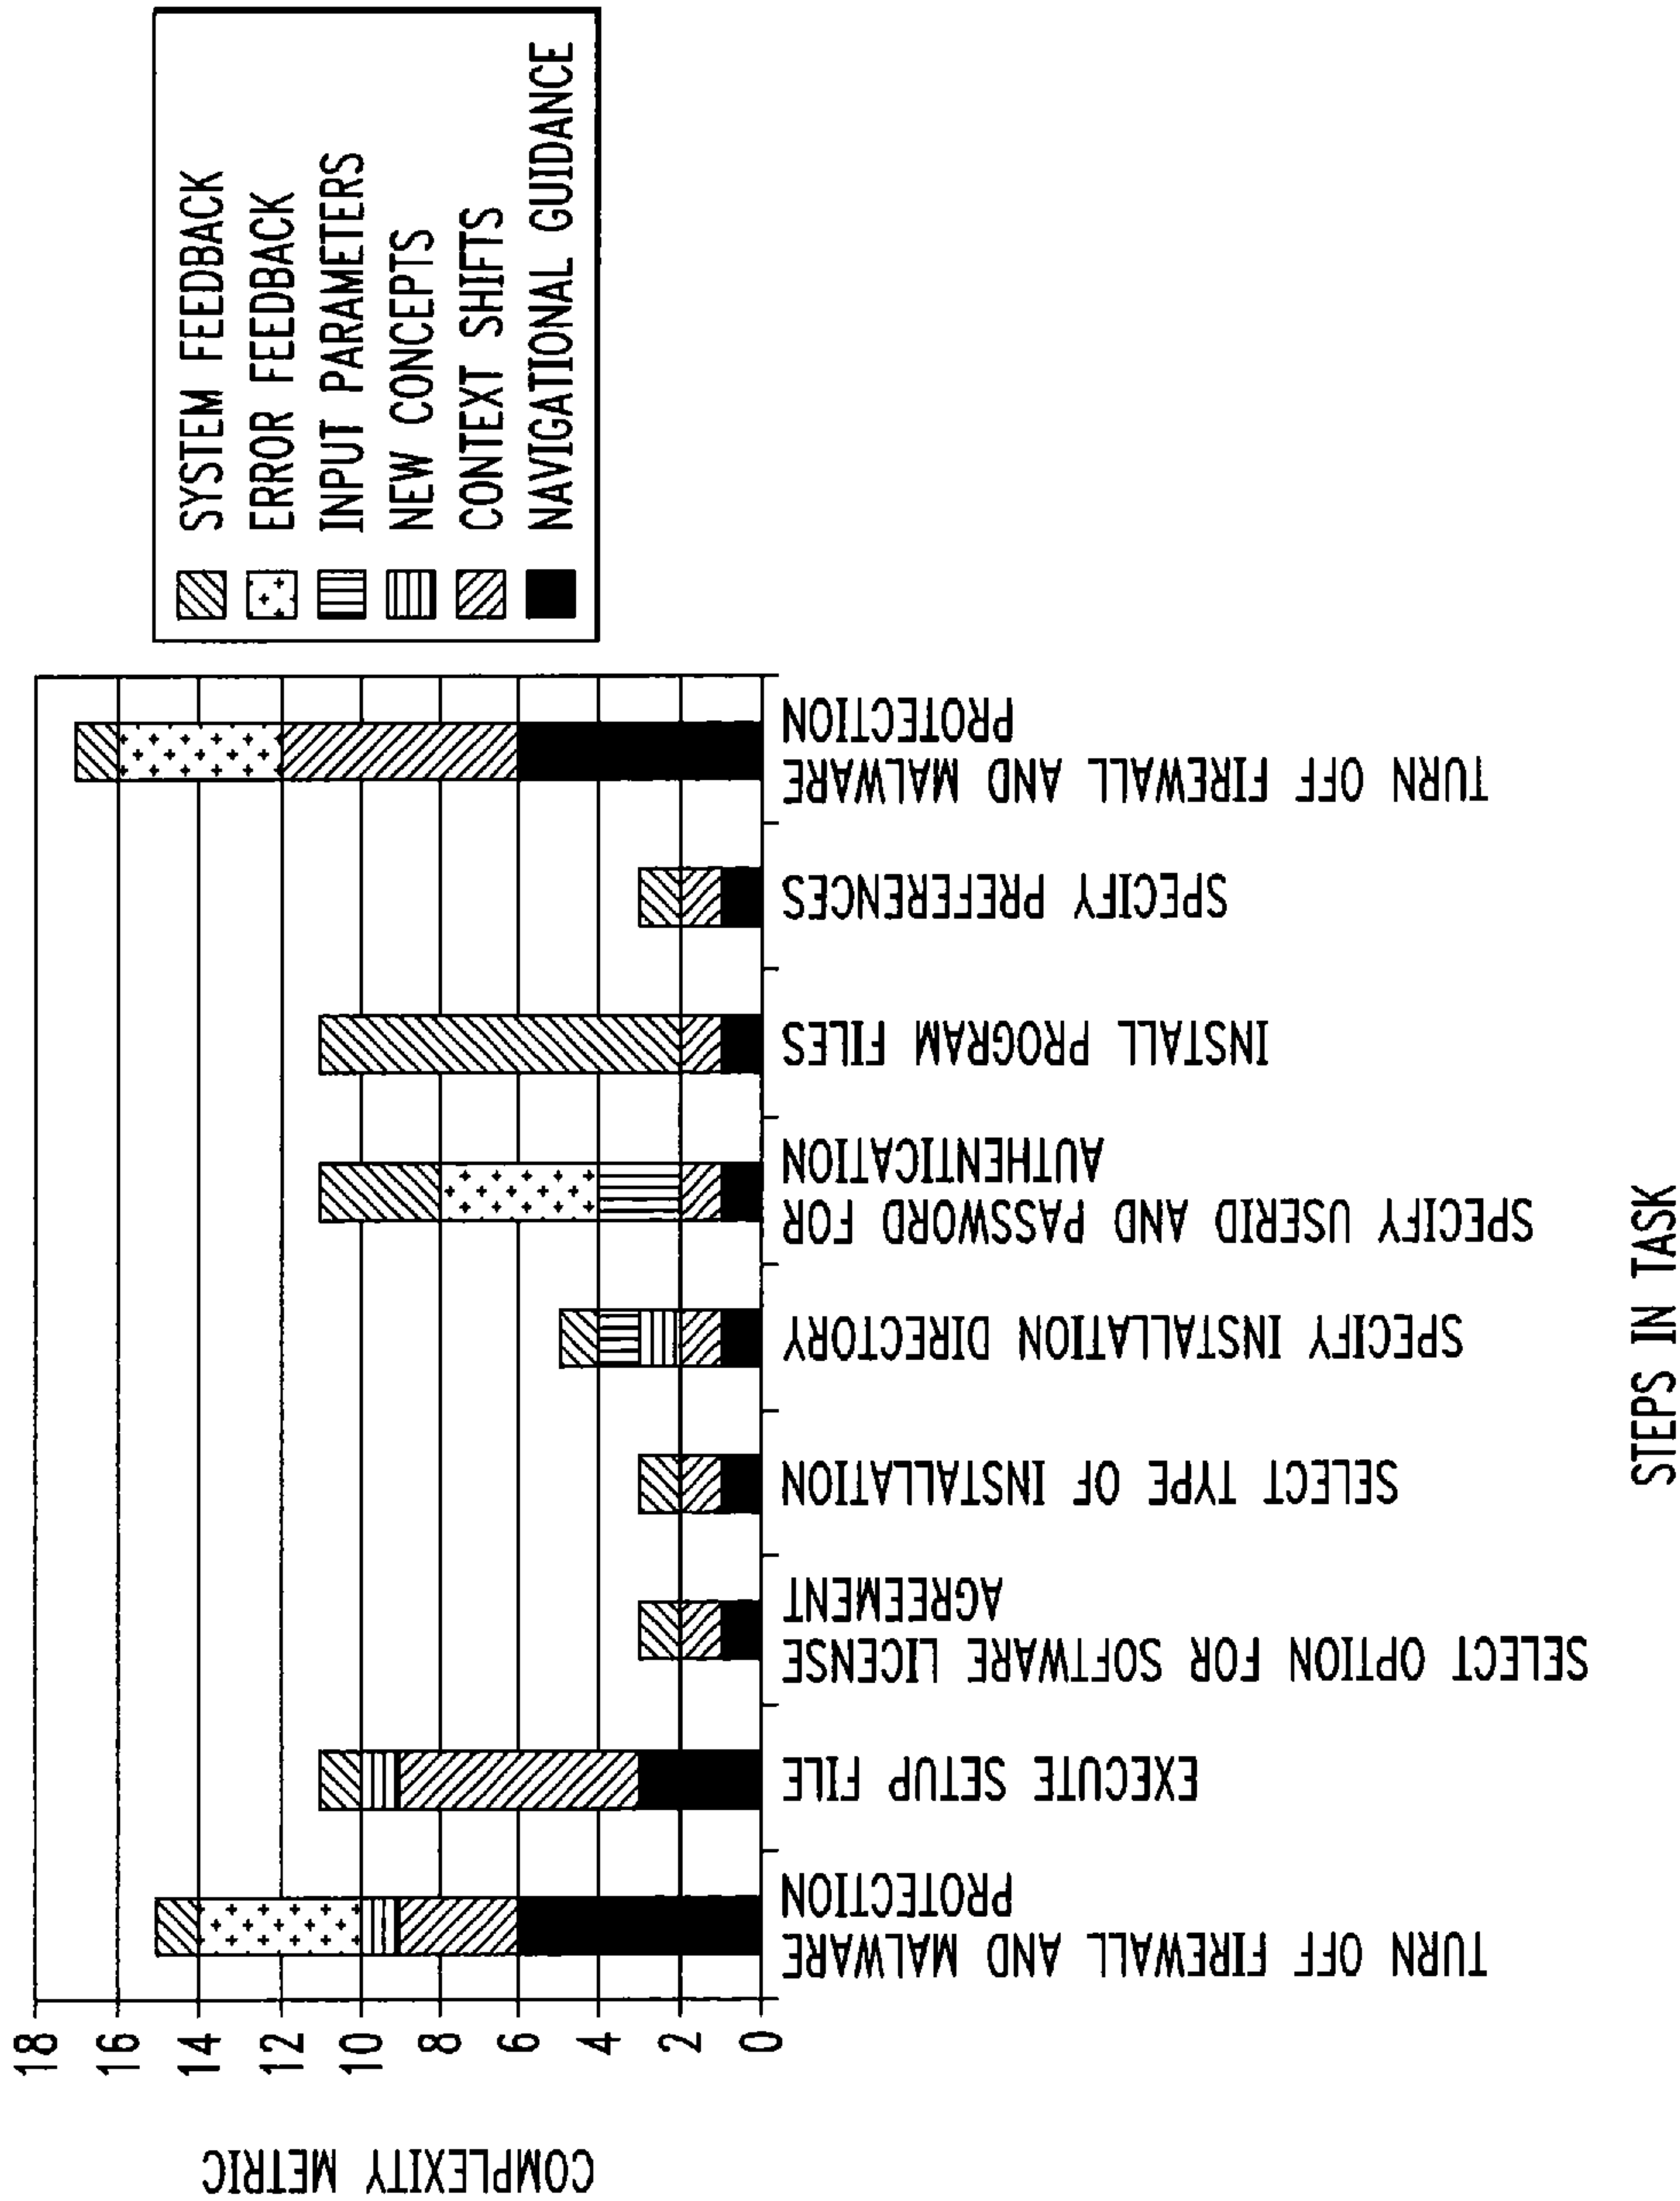 COMPLEXITY METRIC
18
16
14
12
10
8
6
4
2
0
TURN OFF FIREWALL AND MALWARE
PROTECTION
EXECUTE SETUP FILE
SELECT OPTION FOR SOFTWARE LICENSE
AGREEMENT
SELECT TYPE OF INSTALLATION
SPECIFY INSTALLATION DIRECTORY
SPECIFY USERID AND PASSWORD FOR
AUTHENTICATION
INSTALL PROGRAM FILES
SPECIFY PREFERENCES
TURN OFF FIREWALL AND MALWARE
PROTECTION
STEPS IN TASK
SYSTEM FEEDBACK
ERROR FEEDBACK
INPUT PARAMETERS
NEW CONCEPTS
CONTEXT SHIFTS
NAVIGATIONAL GUIDANCE